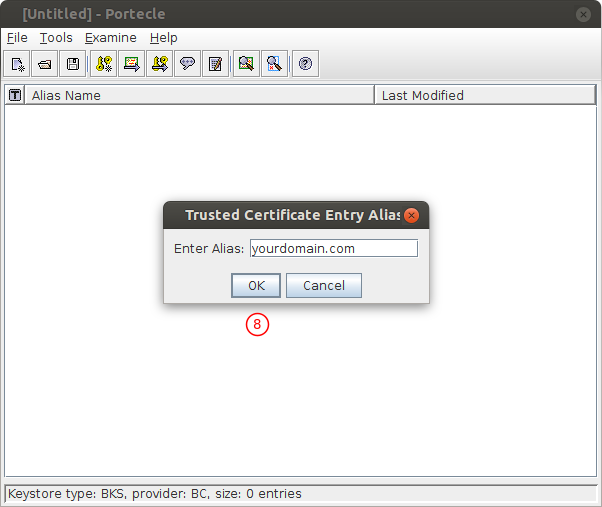 [Untitled] - Portecle
File Tools Examine Help
T Alias Name Last Modified
Trusted Certificate Entry Alias
Enter Alias: yourdomain.com
OK Cancel
8
Keystore type: BKS, provider: BC, size: 0 entries